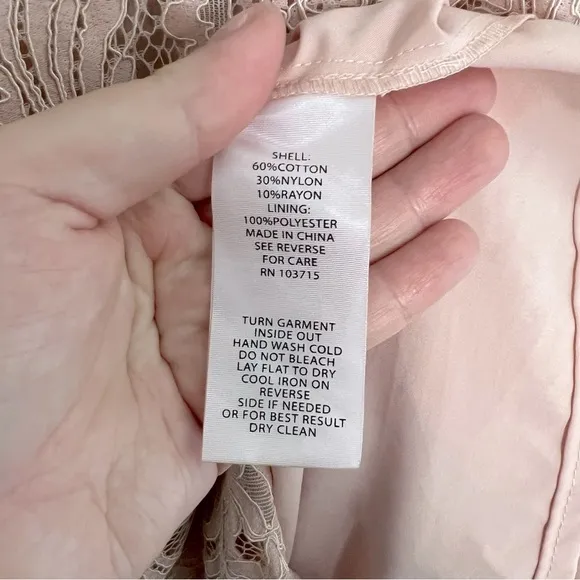 SHELL:
60%COTTON
30%NYLON
10%RAYON
LINING:
100%POLYESTER
MADE IN CHINA
SEE REVERSE
FOR CARE
RN 103715
TURN GARMENT
INSIDE OUT
HAND WASH COLD
DO NOT BLEACH
LAY FLAT TO DRY
COOL IRON ON
REVERSE
SIDE IF NEEDED
OR FOR BEST RESULT
DRY CLEAN